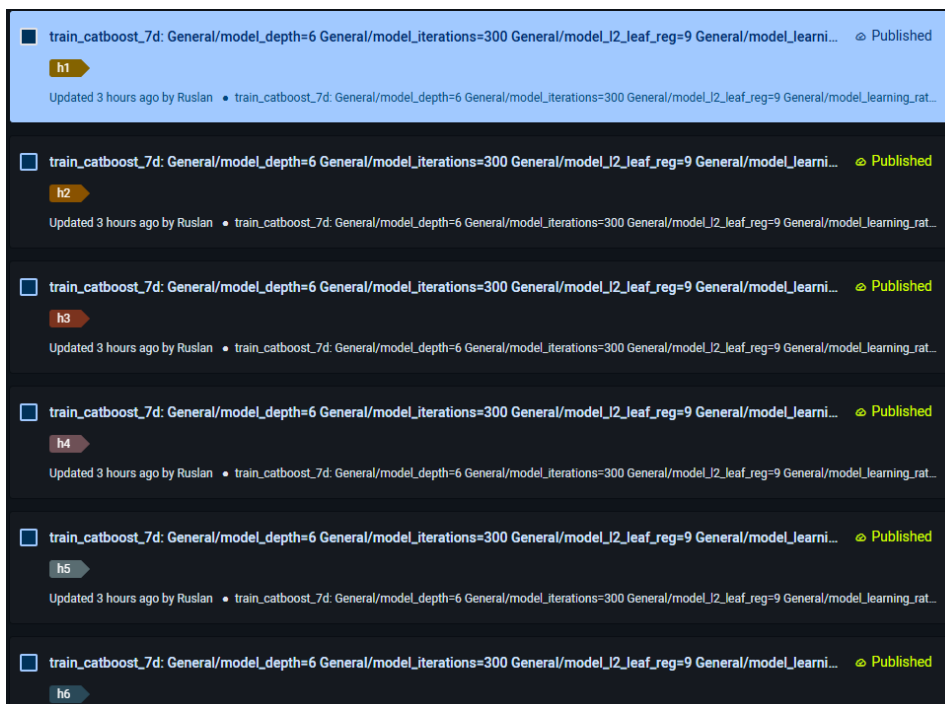 train_catboost_7d: General/model_depth=6 General/model_iterations=300 General/model_l2_leaf_reg=9 General/model_learni... Published
h1
Updated 3 hours ago by Ruslan • train_catboost_7d: General/model_depth=6 General/model_iterations=300 General/model_l2_leaf_reg=9 General/model_learning_rat...
train_catboost_7d: General/model_depth=6 General/model_iterations=300 General/model_l2_leaf_reg=9 General/model_learni... Published
h2
Updated 3 hours ago by Ruslan • train_catboost_7d: General/model_depth=6 General/model_iterations=300 General/model_l2_leaf_reg=9 General/model_learning_rat...
train_catboost_7d: General/model_depth=6 General/model_iterations=300 General/model_l2_leaf_reg=9 General/model_learni... Published
h3
Updated 3 hours ago by Ruslan • train_catboost_7d: General/model_depth=6 General/model_iterations=300 General/model_l2_leaf_reg=9 General/model_learning_rat...
train_catboost_7d: General/model_depth=6 General/model_iterations=300 General/model_l2_leaf_reg=9 General/model_learni... Published
h4
Updated 3 hours ago by Ruslan • train_catboost_7d: General/model_depth=6 General/model_iterations=300 General/model_l2_leaf_reg=9 General/model_learning_rat...
train_catboost_7d: General/model_depth=6 General/model_iterations=300 General/model_l2_leaf_reg=9 General/model_learni... Published
h5
Updated 3 hours ago by Ruslan • train_catboost_7d: General/model_depth=6 General/model_iterations=300 General/model_l2_leaf_reg=9 General/model_learning_rat...
train_catboost_7d: General/model_depth=6 General/model_iterations=300 General/model_l2_leaf_reg=9 General/model_learni... Published
h6